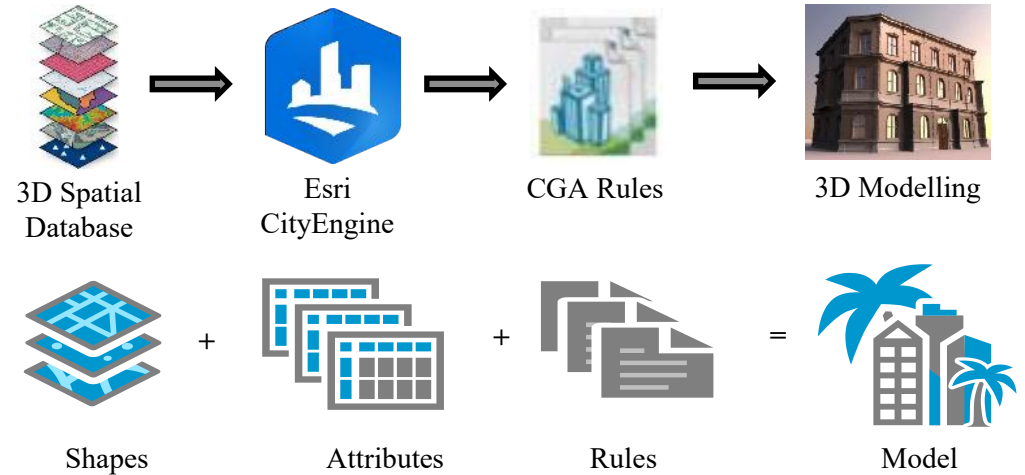 3D Spatial
Database
Esri
CityEngine
CGA Rules
3D Modelling
+
+
=
Shapes
Attributes
Rules
Model